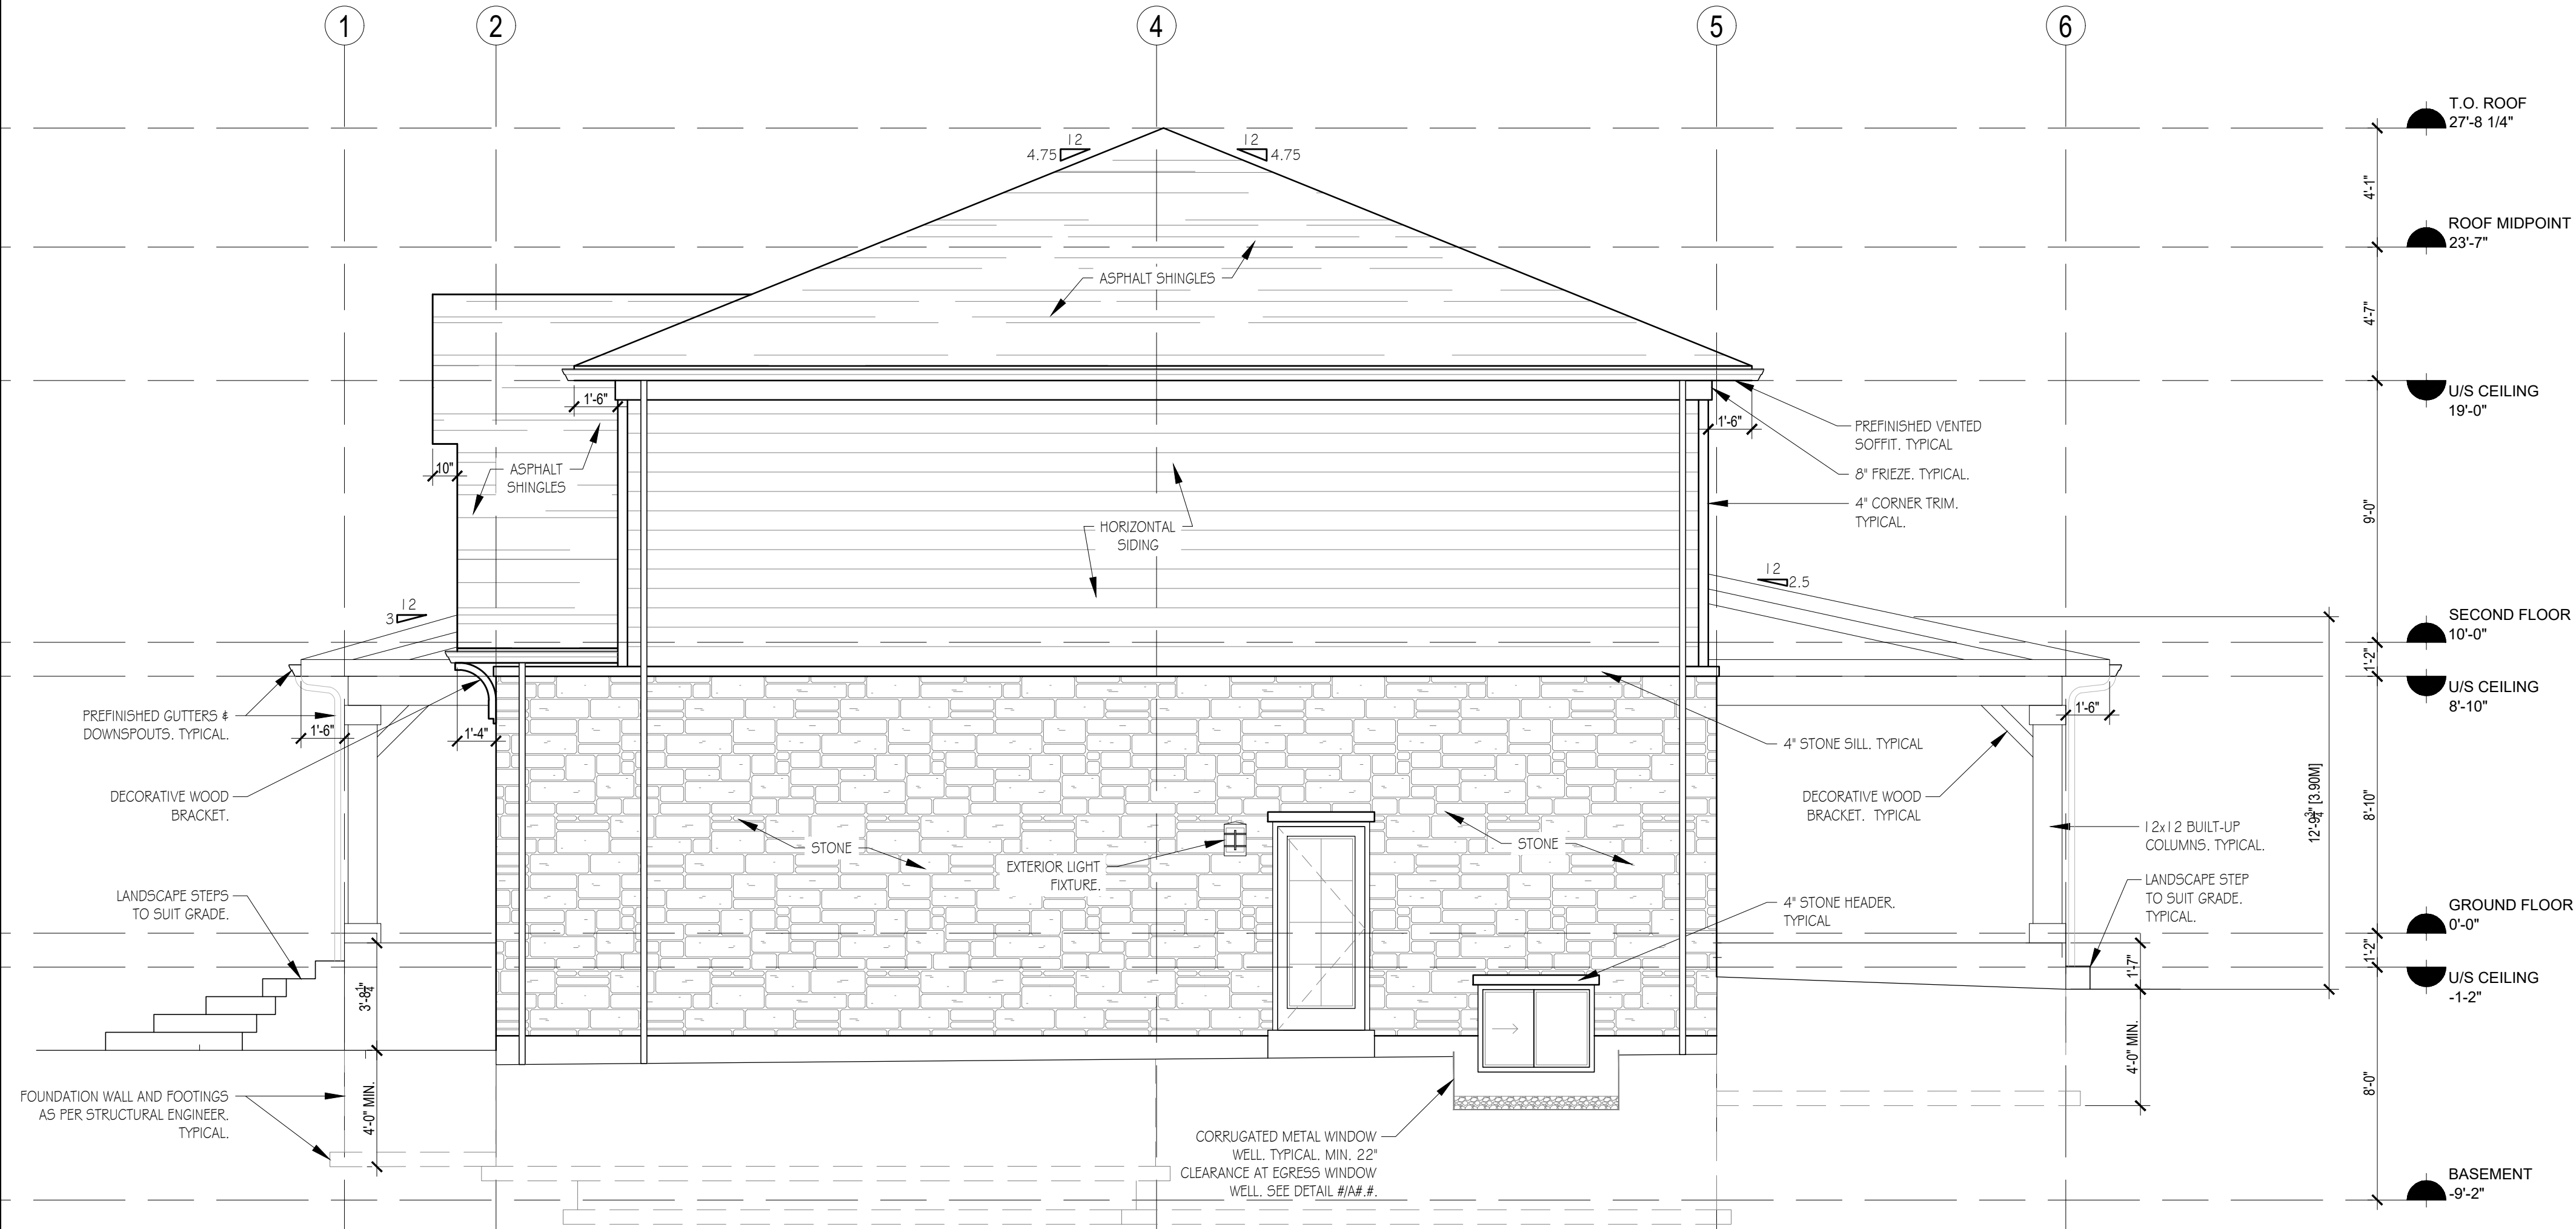 1
2
4
5
6
T.O. ROOF
27'-8 1/4"
12
4.75
12
4.75
4'-1"
ROOF MIDPOINT
23'-7"
ASPHALT SHINGLES
4'-7"
U/S CEILING
19'-0"
1'-6"
1'-6"
PREFINISHED VENTED
SOFFIT. TYPICAL
8" FRIEZE. TYPICAL.
4" CORNER TRIM.
TYPICAL.
10"
ASPHALT
SHINGLES
HORIZONTAL
SIDING
9'-0"
12
3
12
2.5
SECOND FLOOR
10'-0"
1'-2"
U/S CEILING
8'-10"
PREFINISHED GUTTERS &
DOWNSPOUTS. TYPICAL.
1'-6"
1'-4"
1'-6"
4" STONE SILL. TYPICAL
DECORATIVE WOOD
BRACKET.
DECORATIVE WOOD
BRACKET. TYPICAL
12'-9 3/4" [3.90M]
8'-10"
12x12 BUILT-UP
COLUMNS. TYPICAL.
STONE
STONE
EXTERIOR LIGHT
FIXTURE.
LANDSCAPE STEPS
TO SUIT GRADE.
4" STONE HEADER.
TYPICAL
LANDSCAPE STEP
TO SUIT GRADE.
TYPICAL.
GROUND FLOOR
0'-0"
1'-2"
1'-7"
U/S CEILING
-1-2"
3'-8 1/4"
4'-0" MIN.
4'-0" MIN.
8'-0"
FOUNDATION WALL AND FOOTINGS
AS PER STRUCTURAL ENGINEER.
TYPICAL.
CORRUGATED METAL WINDOW
WELL. TYPICAL. MIN. 22"
CLEARANCE AT EGRESS WINDOW
WELL. SEE DETAIL #/A#.#.
BASEMENT
-9'-2"